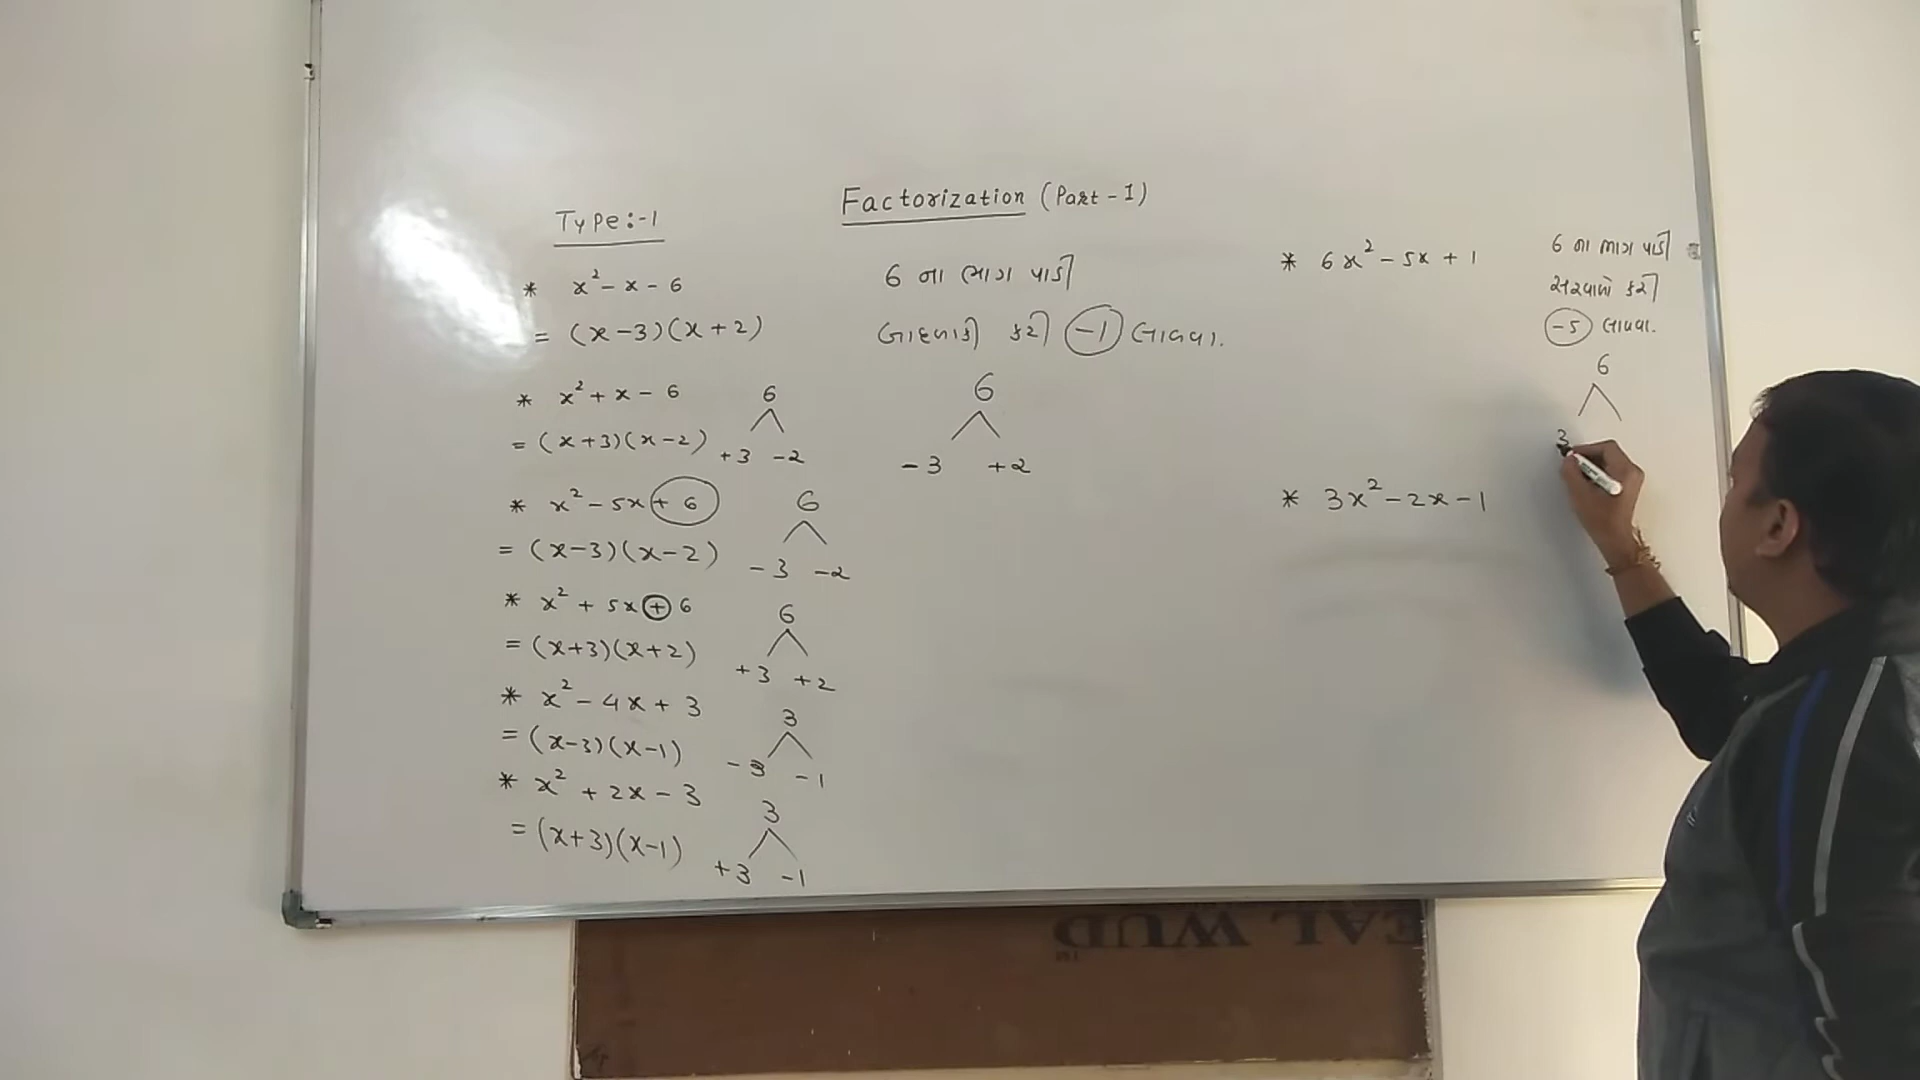 Factorization (Part-1)
Type:-1
* x² - x - 6
= (x-3)(x+2)
6 ના ભાગ પાડી
બાદબાકી કરી -1 લાવવા.
6
-3 +2
* x² + x - 6
= (x+3)(x-2)
6
+3 -2
* x² - 5x + 6
= (x-3)(x-2)
6
-3 -2
* x² + 5x + 6
= (x+3)(x+2)
6
+3 +2
* x² - 4x + 3
= (x-3)(x-1)
3
-3 -1
* x² + 2x - 3
= (x+3)(x-1)
3
+3 -1
* 6x² - 5x + 1
6 ના ભાગ પાડી
સરવાળો કરી
-5 લાવવા.
6
3
* 3x² - 2x - 1
EAL WUD